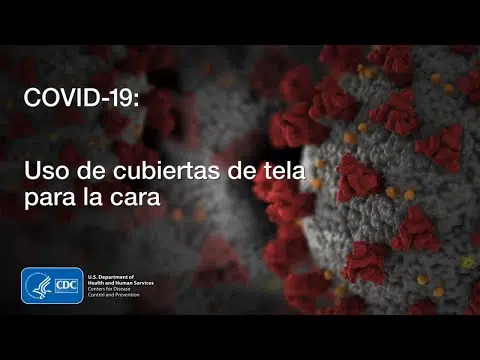 COVID-19:
Uso de cubiertas de tela
para la cara
CDC
U.S. Department of
Health and Human Services
Centers for Disease
Control and Prevention